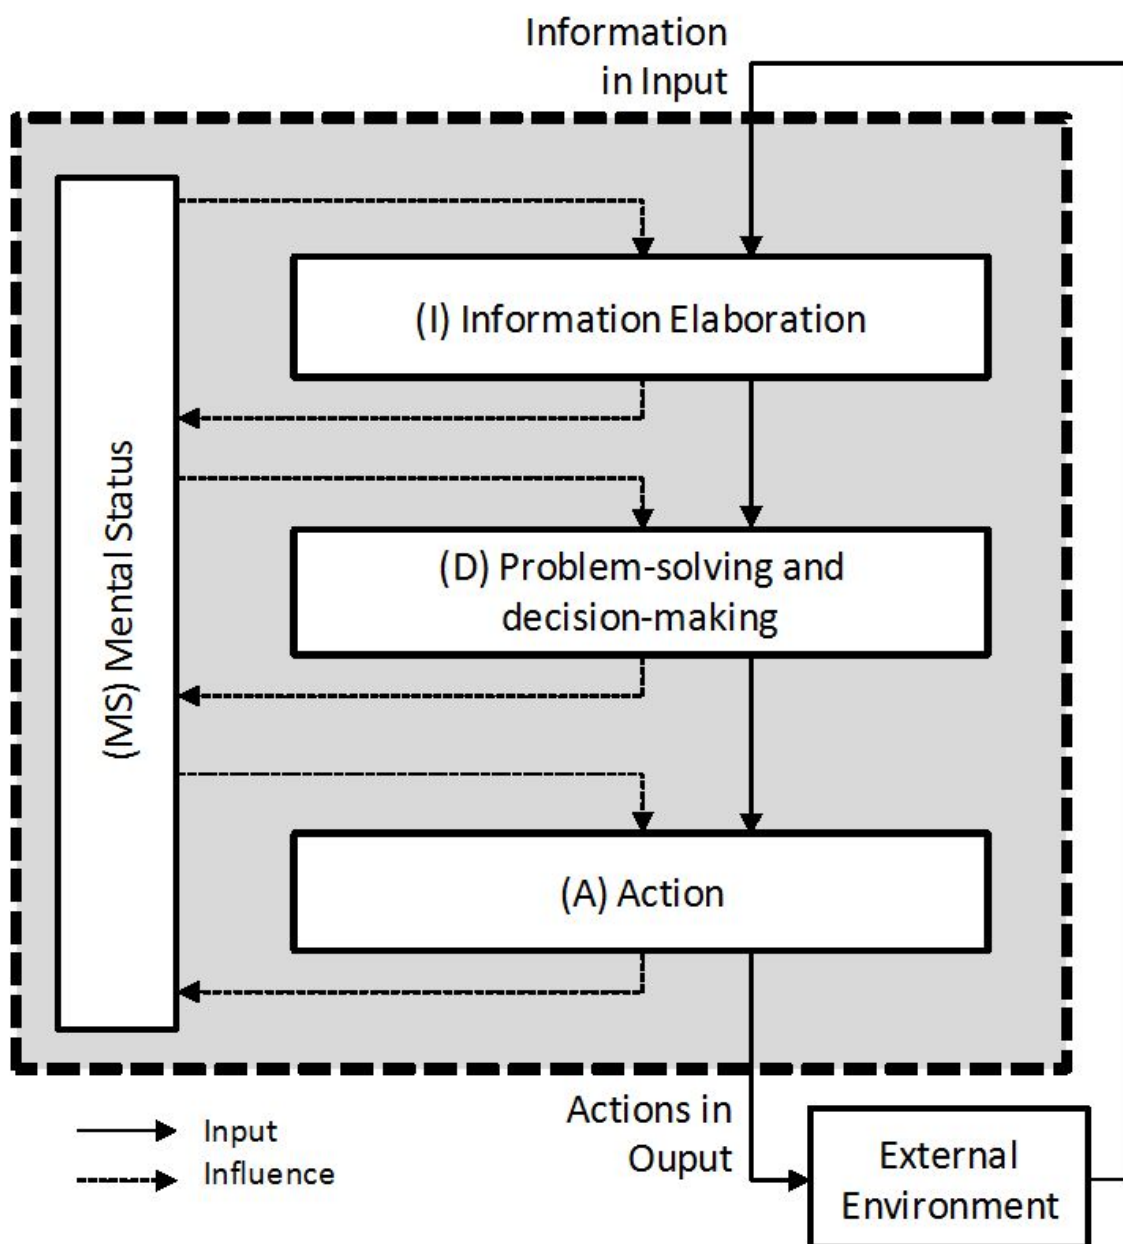 Information
in Input
(I) Information Elaboration
(MS) Mental Status
(D) Problem-solving and
decision-making
(A) Action
Actions in
Ouput
External
Environment
Input
Influence